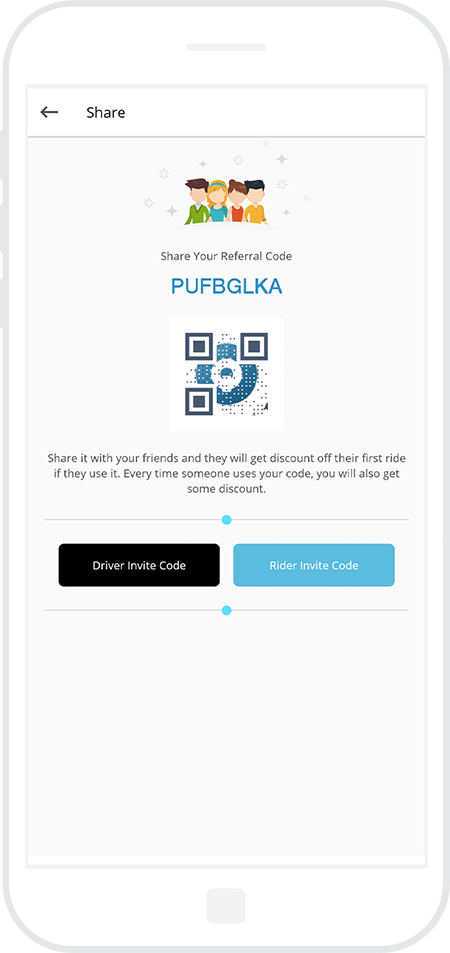 Share
Share Your Referral Code
PUFBGLKA
Share it with your friends and they will get discount off their first ride
if they use it. Every time someone uses your code, you will also get
some discount.
Driver Invite Code
Rider Invite Code